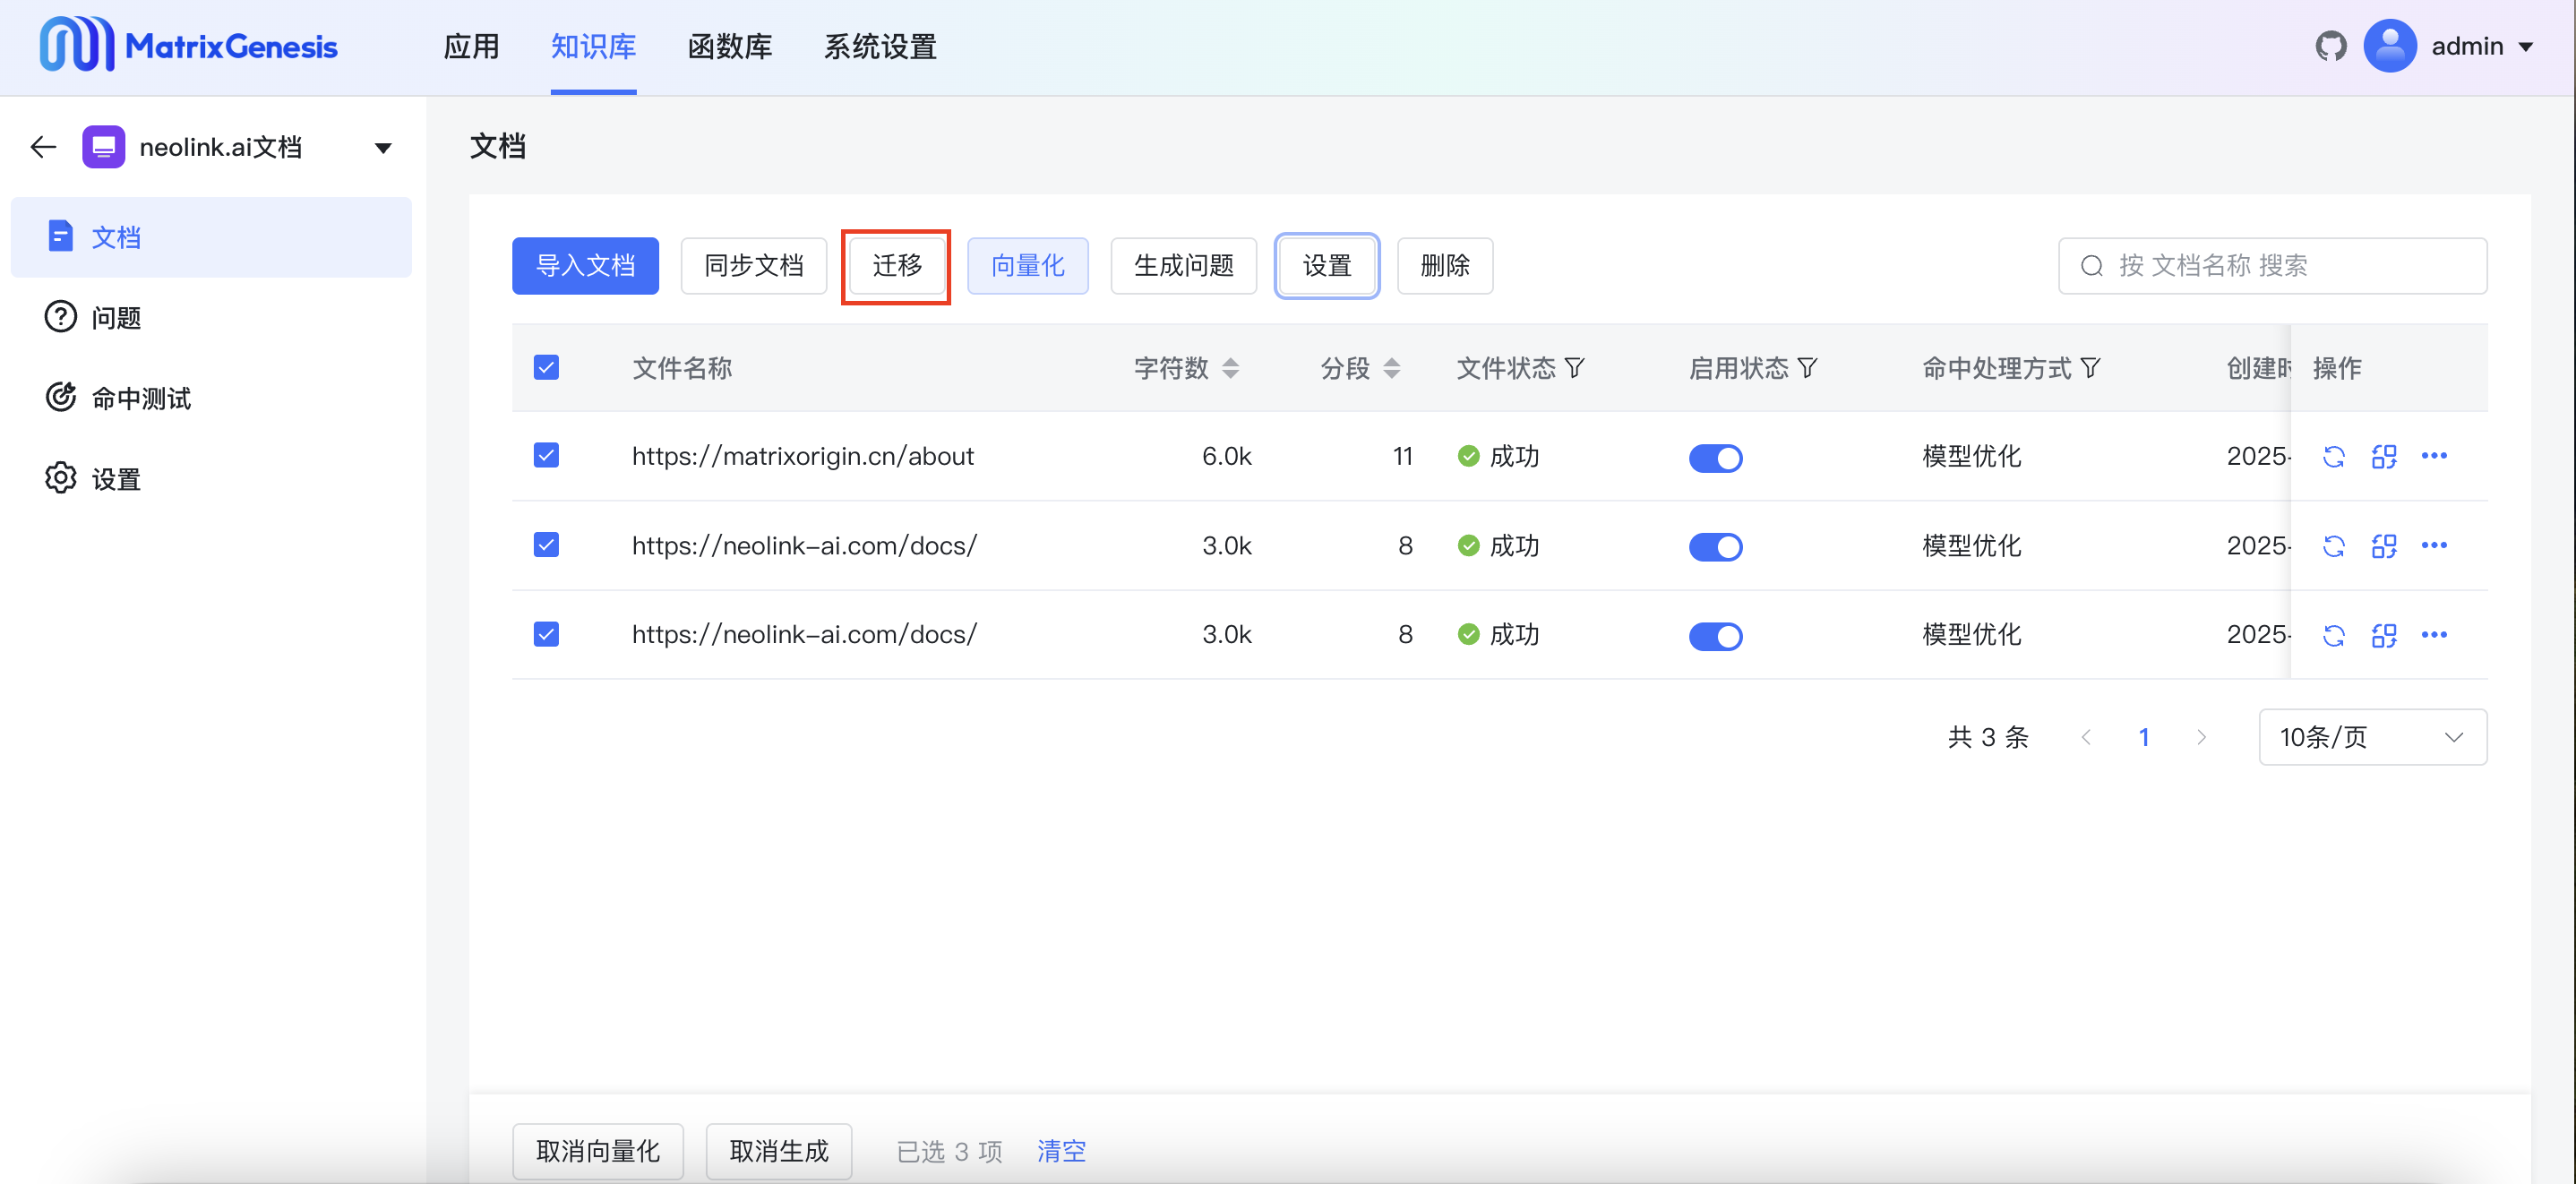 MatrixGenesis 应用 知识库 函数库 系统设置 admin
neolink.ai文档
文档
问题
命中测试
设置
文档
导入文档 同步文档 迁移 向量化 生成问题 设置 删除 按 文档名称 搜索
文件名称 字符数 分段 文件状态 启用状态 命中处理方式 创建时 操作
https://matrixorigin.cn/about 6.0k 11 成功 模型优化 2025-
https://neolink-ai.com/docs/ 3.0k 8 成功 模型优化 2025-
https://neolink-ai.com/docs/ 3.0k 8 成功 模型优化 2025-
共 3 条 1 10条/页
取消向量化 取消生成 已选 3 项 清空